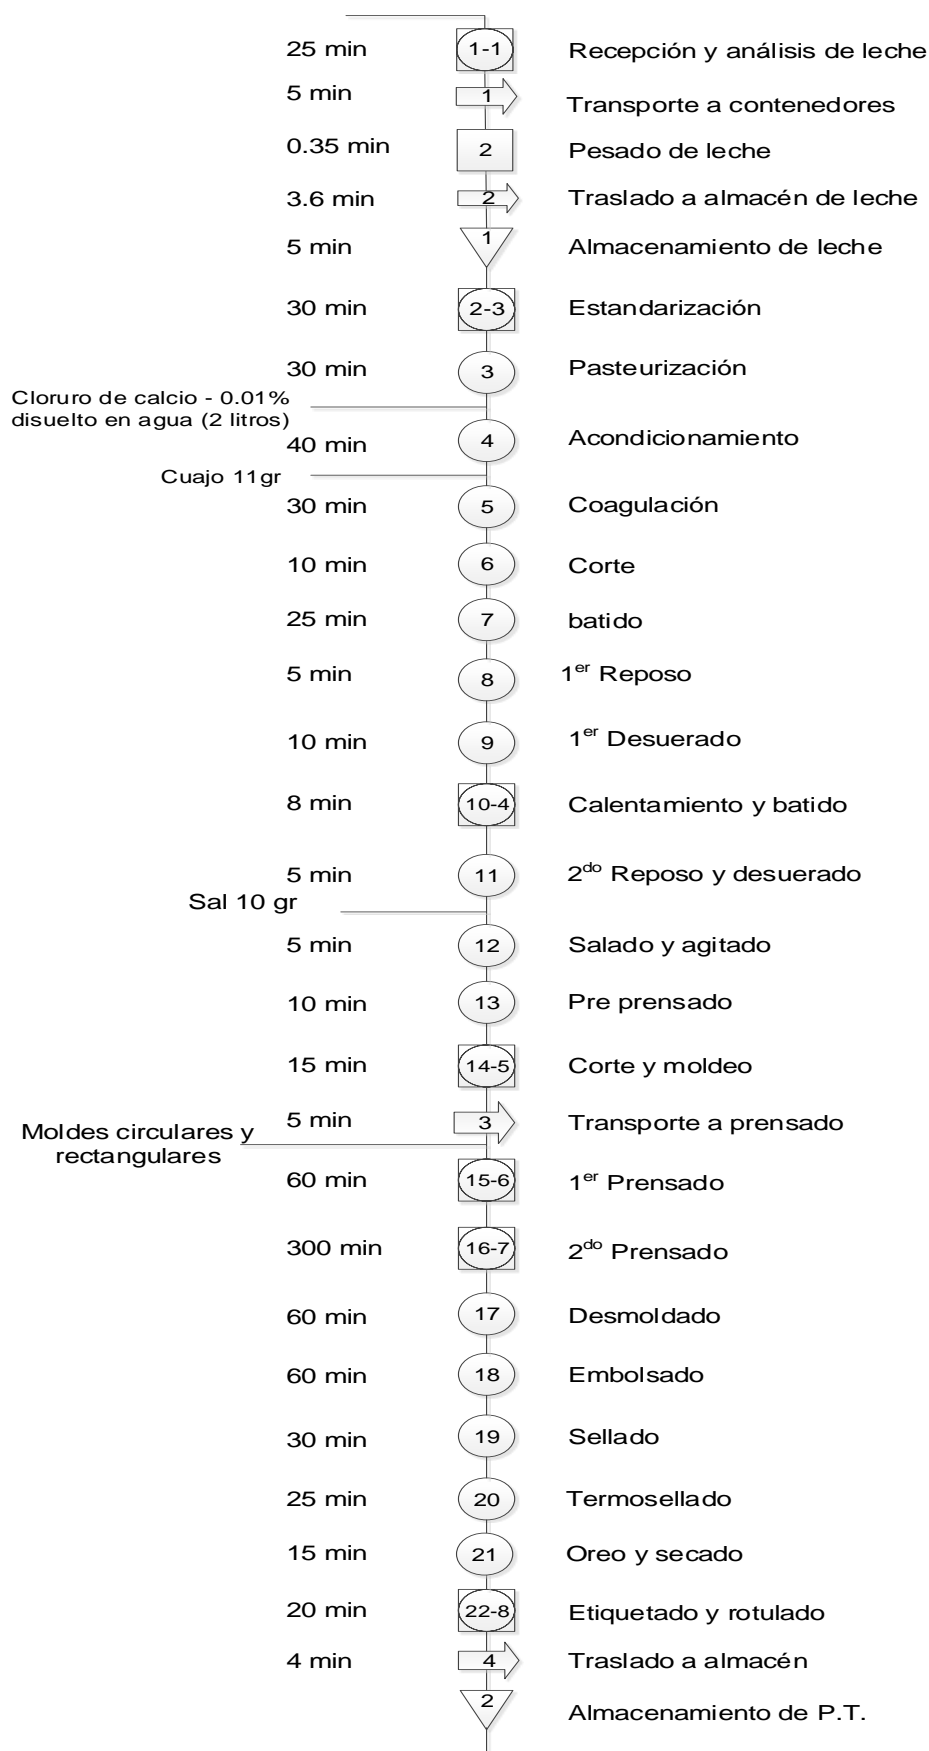 25 min 1-1 Recepción y análisis de leche
5 min 1 Transporte a contenedores
0.35 min 2 Pesado de leche
3.6 min 2 Traslado a almacén de leche
5 min 1 Almacenamiento de leche
30 min 2-3 Estandarización
30 min 3 Pasteurización
Cloruro de calcio - 0.01%
disuelto en agua (2 litros)
40 min 4 Acondicionamiento
Cuajo 11gr
30 min 5 Coagulación
10 min 6 Corte
25 min 7 batido
5 min 8 1er Reposo
10 min 9 1er Desuerado
8 min 10-4 Calentamiento y batido
5 min 11 2do Reposo y desuerado
Sal 10 gr
5 min 12 Salado y agitado
10 min 13 Pre prensado
15 min 14-5 Corte y moldeo
5 min 3 Transporte a prensado
Moldes circulares y
rectangulares
60 min 15-6 1er Prensado
300 min 16-7 2do Prensado
60 min 17 Desmoldado
60 min 18 Embolsado
30 min 19 Sellado
25 min 20 Termosellado
15 min 21 Oreo y secado
20 min 22-8 Etiquetado y rotulado
4 min 4 Traslado a almacén
2 Almacenamiento de P.T.